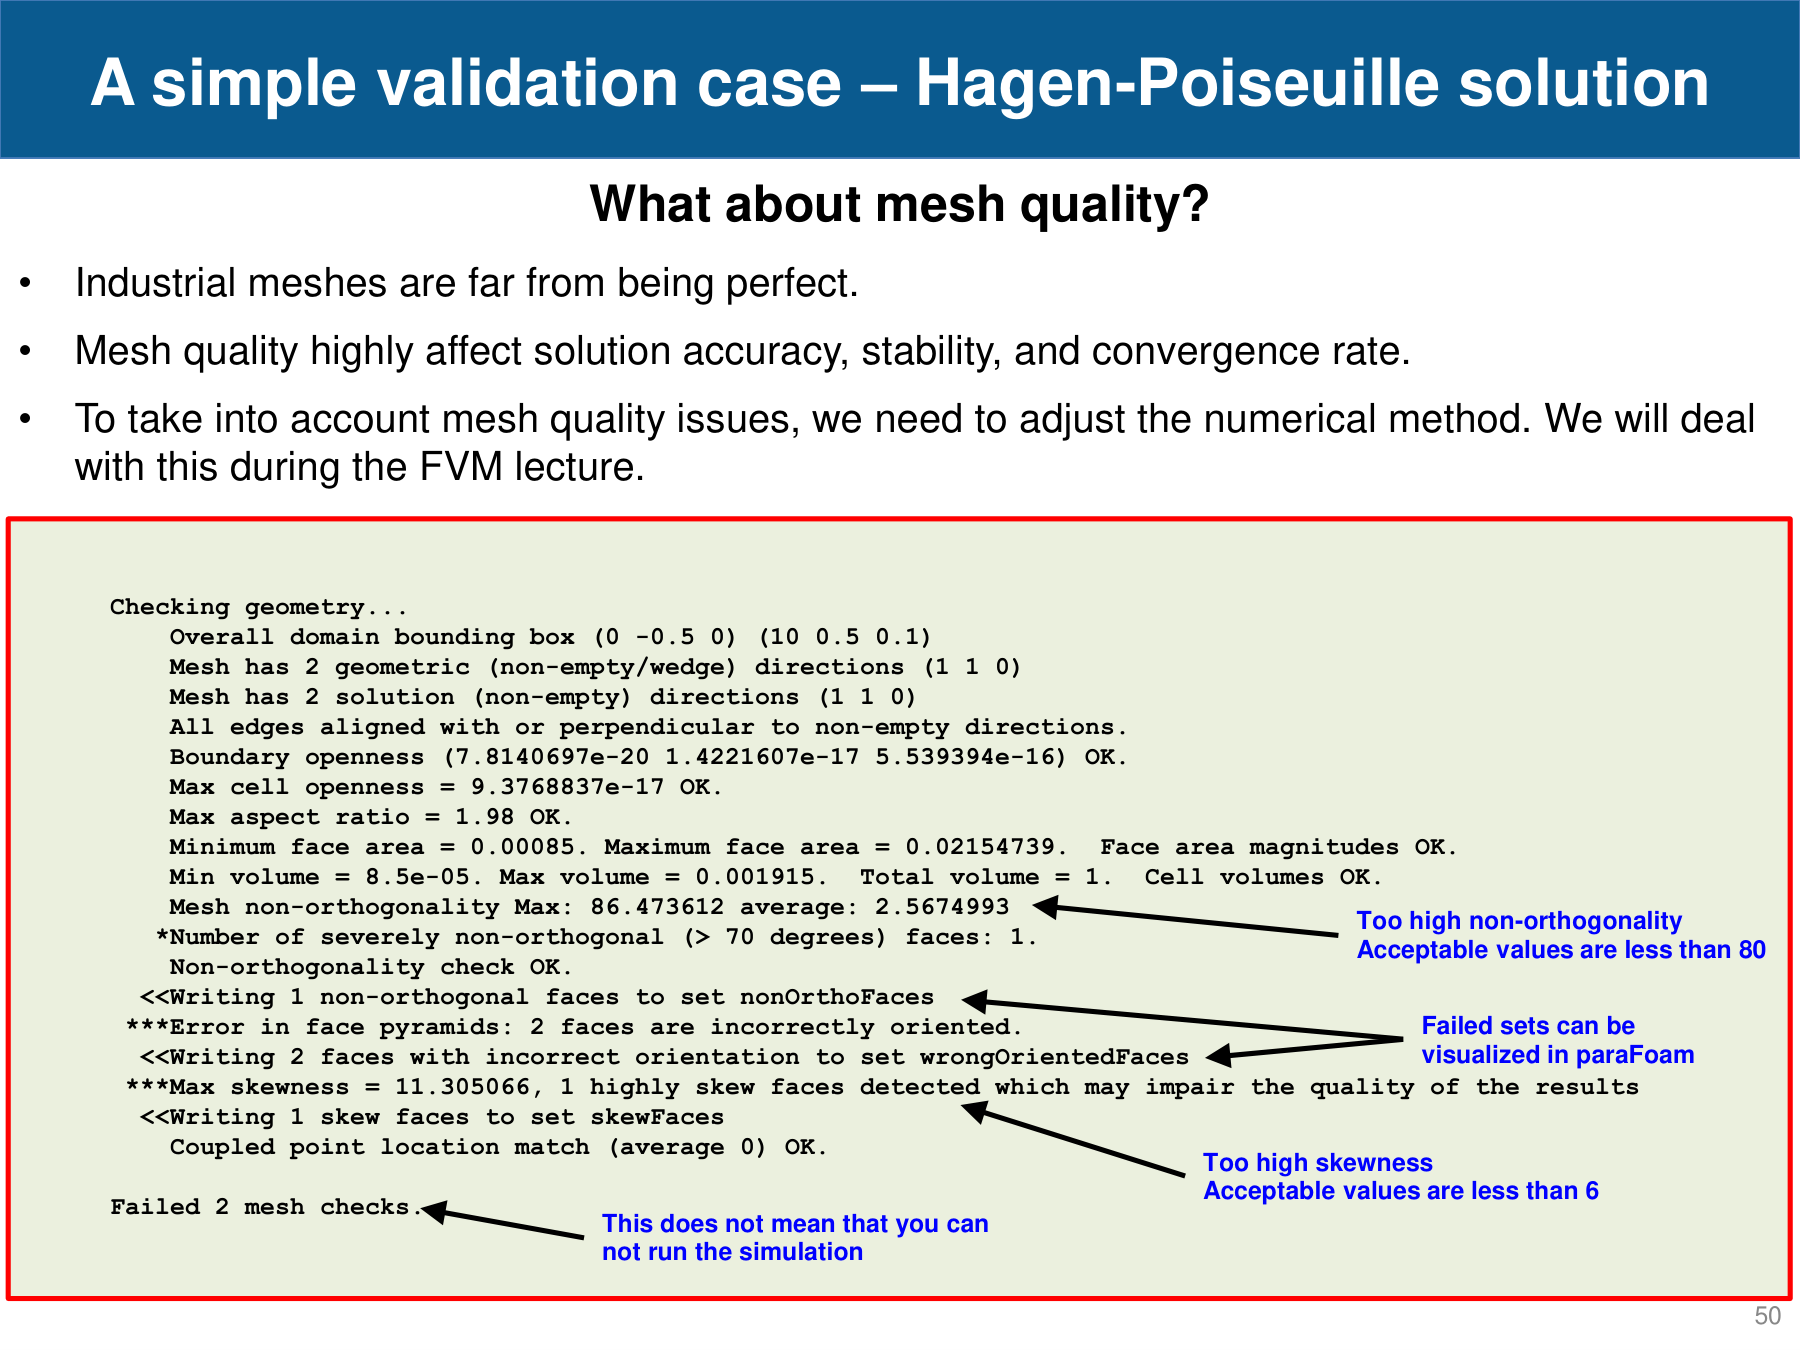 A simple validation case – Hagen-Poiseuille solution
What about mesh quality?
• Industrial meshes are far from being perfect.
• Mesh quality highly affect solution accuracy, stability, and convergence rate.
• To take into account mesh quality issues, we need to adjust the numerical method. We will deal
with this during the FVM lecture.
Checking geometry...
Overall domain bounding box (0 -0.5 0) (10 0.5 0.1)
Mesh has 2 geometric (non-empty/wedge) directions (1 1 0)
Mesh has 2 solution (non-empty) directions (1 1 0)
All edges aligned with or perpendicular to non-empty directions.
Boundary openness (7.8140697e-20 1.4221607e-17 5.539394e-16) OK.
Max cell openness = 9.3768837e-17 OK.
Max aspect ratio = 1.98 OK.
Minimum face area = 0.00085. Maximum face area = 0.02154739.  Face area magnitudes OK.
Min volume = 8.5e-05. Max volume = 0.001915.  Total volume = 1.  Cell volumes OK.
Mesh non-orthogonality Max: 86.473612 average: 2.5674993
*Number of severely non-orthogonal (> 70 degrees) faces: 1.
Non-orthogonality check OK.
<<Writing 1 non-orthogonal faces to set nonOrthoFaces
***Error in face pyramids: 2 faces are incorrectly oriented.
<<Writing 2 faces with incorrect orientation to set wrongOrientedFaces
***Max skewness = 11.305066, 1 highly skew faces detected which may impair the quality of the results
<<Writing 1 skew faces to set skewFaces
Coupled point location match (average 0) OK.
Failed 2 mesh checks.
Too high non-orthogonality
Acceptable values are less than 80
Failed sets can be
visualized in paraFoam
Too high skewness
Acceptable values are less than 6
This does not mean that you can
not run the simulation
50